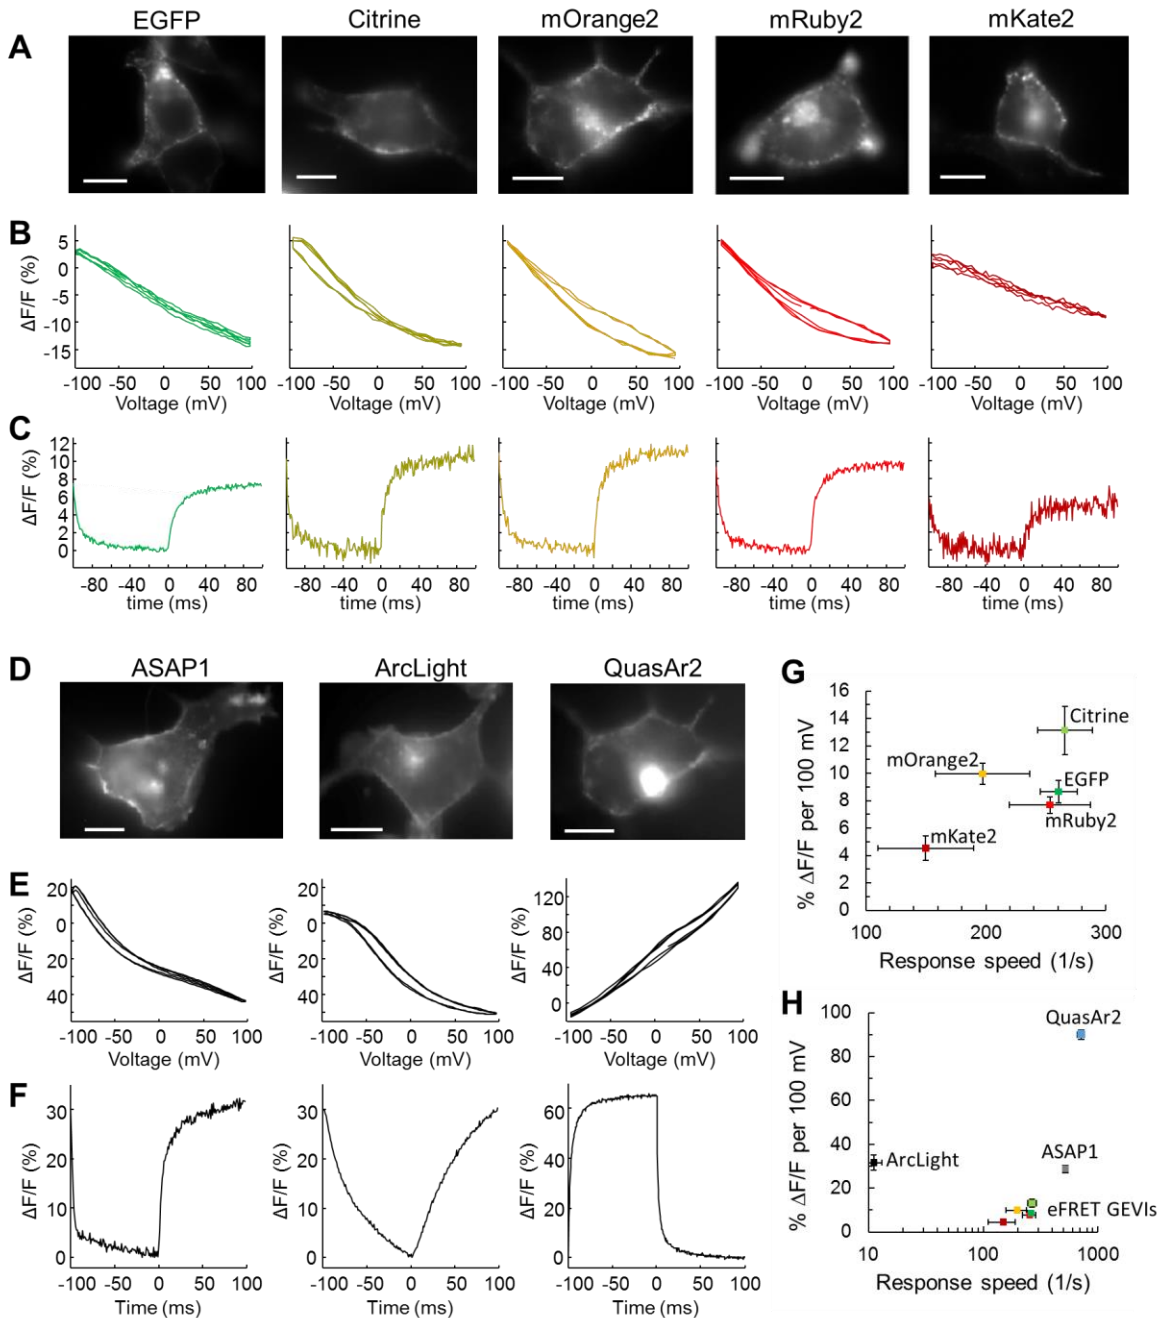 EGFP Citrine mOrange2 mRuby2 mKate2
A
B
ΔF/F (%)
5
0
-5
-10
-15
-100 -50 0 50 100 -100 -50 0 50 100 -100 -50 0 50 100 -100 -50 0 50 100 -100 -50 0 50 100
Voltage (mV) Voltage (mV) Voltage (mV) Voltage (mV) Voltage (mV)
C
ΔF/F (%)
12
10
8
6
4
2
0
-80 -40 0 40 80 -80 -40 0 40 80 -80 -40 0 40 80 -80 -40 0 40 80 -80 -40 0 40 80
time (ms) time (ms) time (ms) time (ms) time (ms)
D
ASAP1 ArcLight QuasAr2
E
ΔF/F (%)
20
0
20
40
-100 -50 0 50 100
Voltage (mV)
ΔF/F (%)
20
0
20
40
-100 -50 0 50 100
Voltage (mV)
ΔF/F (%)
120
80
40
0
-100 -50 0 50 100
Voltage (mV)
F
ΔF/F (%)
30
20
10
0
-100 -50 0 50 100
Time (ms)
ΔF/F (%)
30
20
10
0
-100 -50 0 50 100
Time (ms)
ΔF/F (%)
60
40
20
0
-100 -50 0 50 100
Time (ms)
G
% ΔF/F per 100 mV
16
14
12
10
8
6
4
2
0
Citrine
mOrange2
EGFP
mRuby2
mKate2
100 200 300
Response speed (1/s)
H
% ΔF/F per 100 mV
100
80
60
40
20
0
QuasAr2
ArcLight
ASAP1
eFRET GEVIs
10 100 1000
Response speed (1/s)